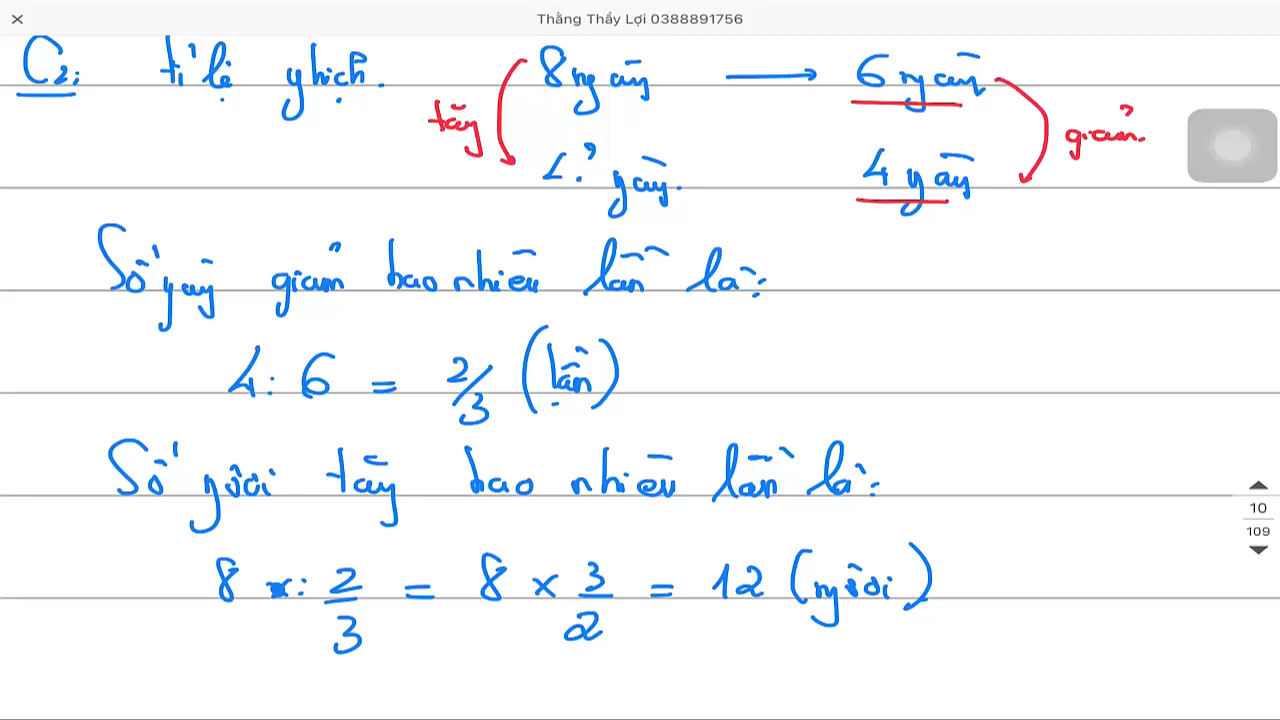 Thằng Thầy Lợi 0388891756
C2: tỉ lệ nghịch. 8 người → 6 ngày
tăng giảm.
? người. 4 ngày
Số ngày giảm bao nhiêu lần là:
4 : 6 = 2/3 (lần)
Số người tăng bao nhiêu lần là:
8 : 2/3 = 8 × 3/2 = 12 (người)
10
109